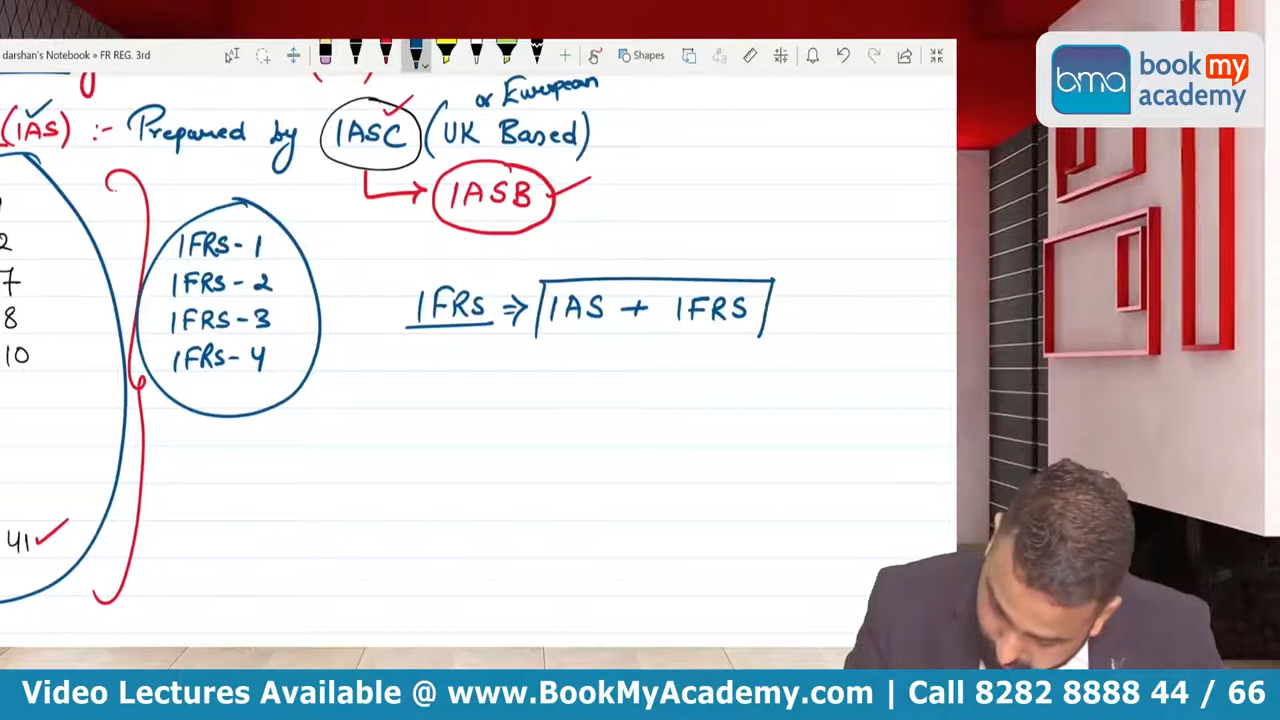 darshan's Notebook » FR REG. 3rd
Shapes
bma
book my
academy
or European
(IAS) :- Prepared by IASC (UK Based)
IASB
2
7
8
10
41
IFRS-1
IFRS-2
IFRS-3
IFRS-4
IFRS ⇒ IAS + IFRS
Video Lectures Available @ www.BookMyAcademy.com | Call 8282 8888 44 / 66